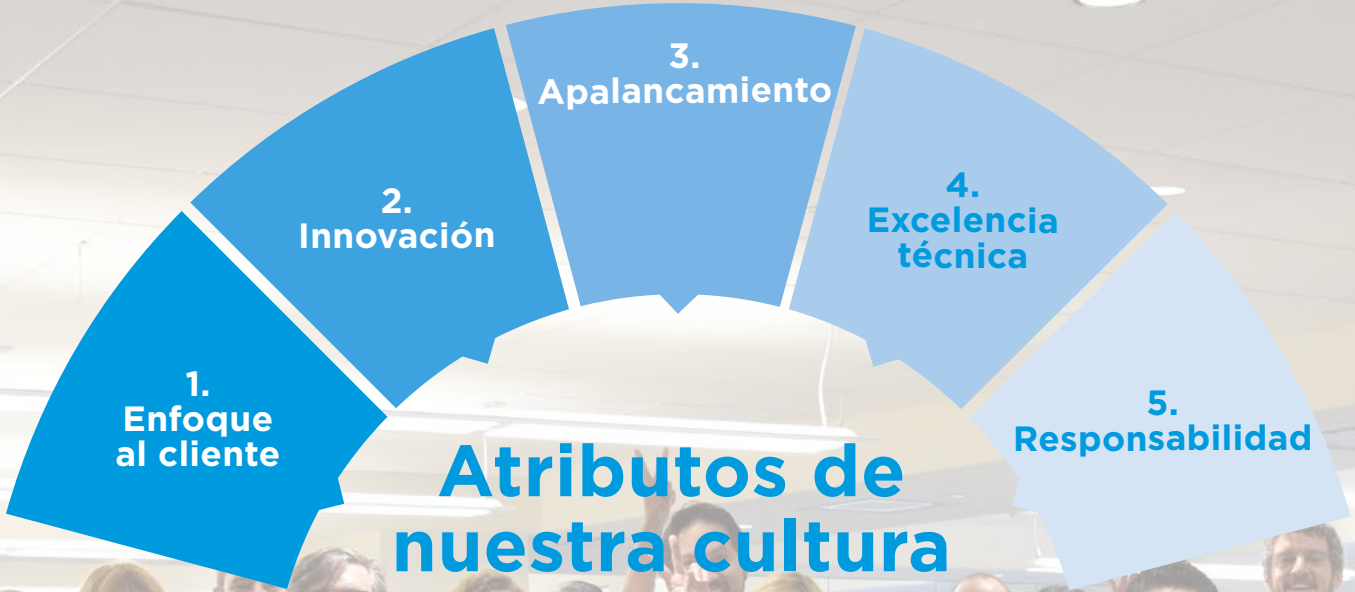 1.
Enfoque
al cliente
2.
Innovación
3.
Apalancamiento
4.
Excelencia
técnica
5.
Responsabilidad
Atributos de
nuestra cultura